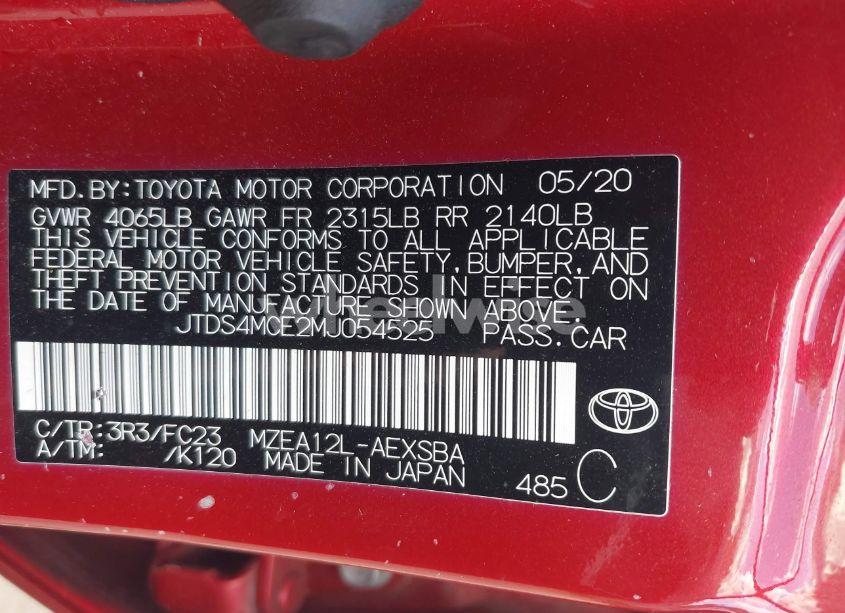 MFD.BY:TOYOTA MOTOR CORPORATION 05/20
GVWR 4065LB GAWR FR 2315LB RR 2140LB
THIS VEHICLE CONFORMS TO ALL APPLICABLE
FEDERAL MOTOR VEHICLE SAFETY,BUMPER,AND
THEFT PREVENTION STANDARDS IN EFFECT ON
THE DATE OF MANUFACTURE SHOWN ABOVE.
JTDS4MCE2MJ054525 PASS.CAR
C/TR:3R3/FC23 MZEA12L-AEXSBA
A/TM: /K120 MADE IN JAPAN
485 C